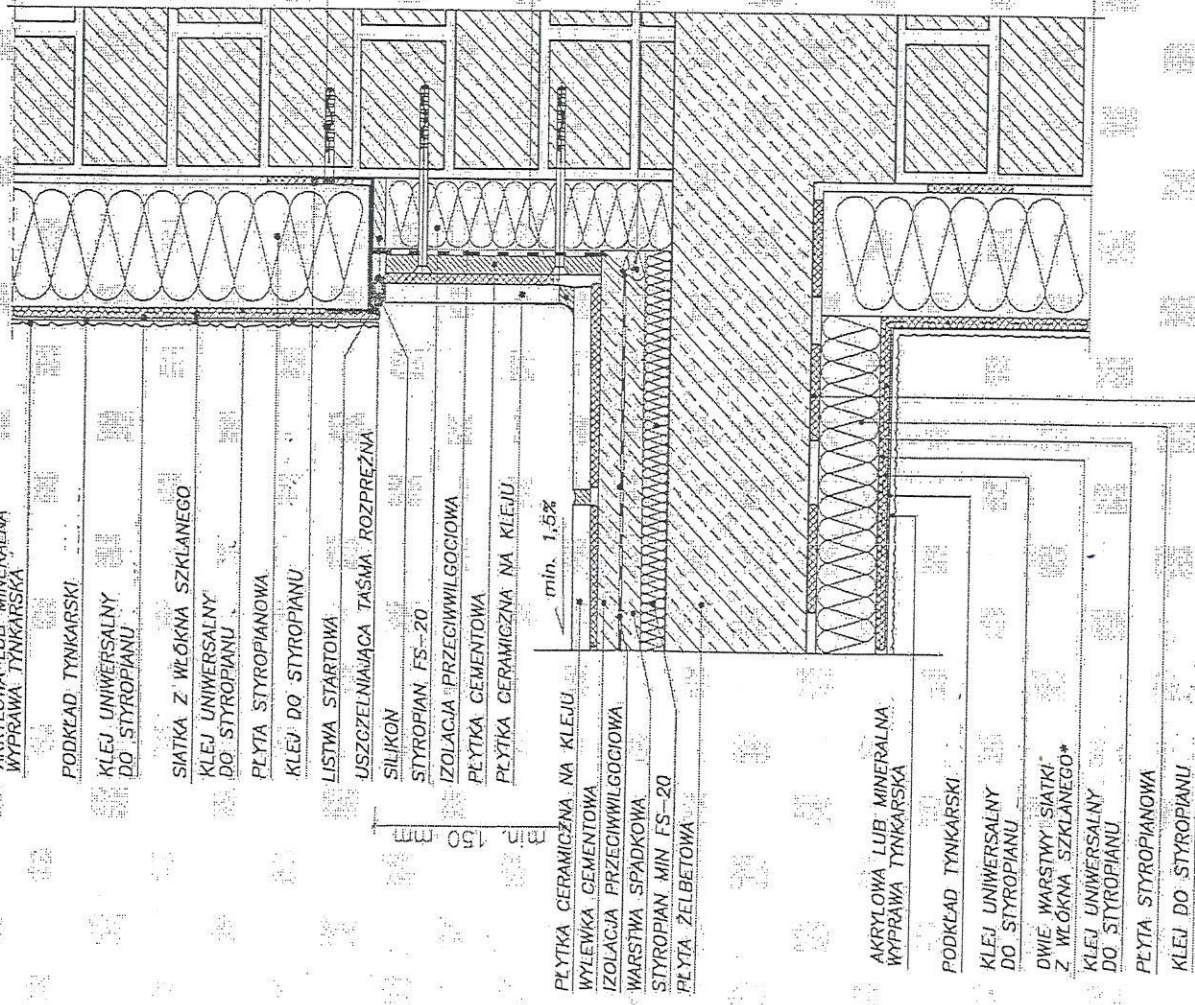 WYPRAWA TYNKARSKA
PODKŁAD TYNKARSKI
KLEJ UNIWERSALNY
DO STYROPIANU
SIATKA Z WŁÓKNA SZKLANEGO
KLEJ UNIWERSALNY
DO STYROPIANU
PŁYTA STYROPIANOWA
KLEJ DO STYROPIANU
LISTWA STARTOWA
USZCZELNIAJĄCA TAŚMA ROZPRĘŻNA
SILIKON
STYROPIAN FS-20
IZOLACJA PRZECIWWILGOCIOWA
PŁYTKA CEMENTOWA
PŁYTKA CERAMICZNA NA KLEJU
min. 150 mm
min. 1,5%
PŁYTKA CERAMICZNA NA KLEJU
WYLEWKA CEMENTOWA
IZOLACJA PRZECIWWILGOCIOWA
WARSTWA SPADKOWA
STYROPIAN MIN FS-20
PŁYTA ŻELBETOWA
AKRYLOWA LUB MINERALNA
WYPRAWA TYNKARSKA
PODKŁAD TYNKARSKI
KLEJ UNIWERSALNY
DO STYROPIANU
DWIE WARSTWY SIATKI
Z WŁÓKNA SZKLANEGO*
KLEJ UNIWERSALNY
DO STYROPIANU
PŁYTA STYROPIANOWA
KLEJ DO STYROPIANU